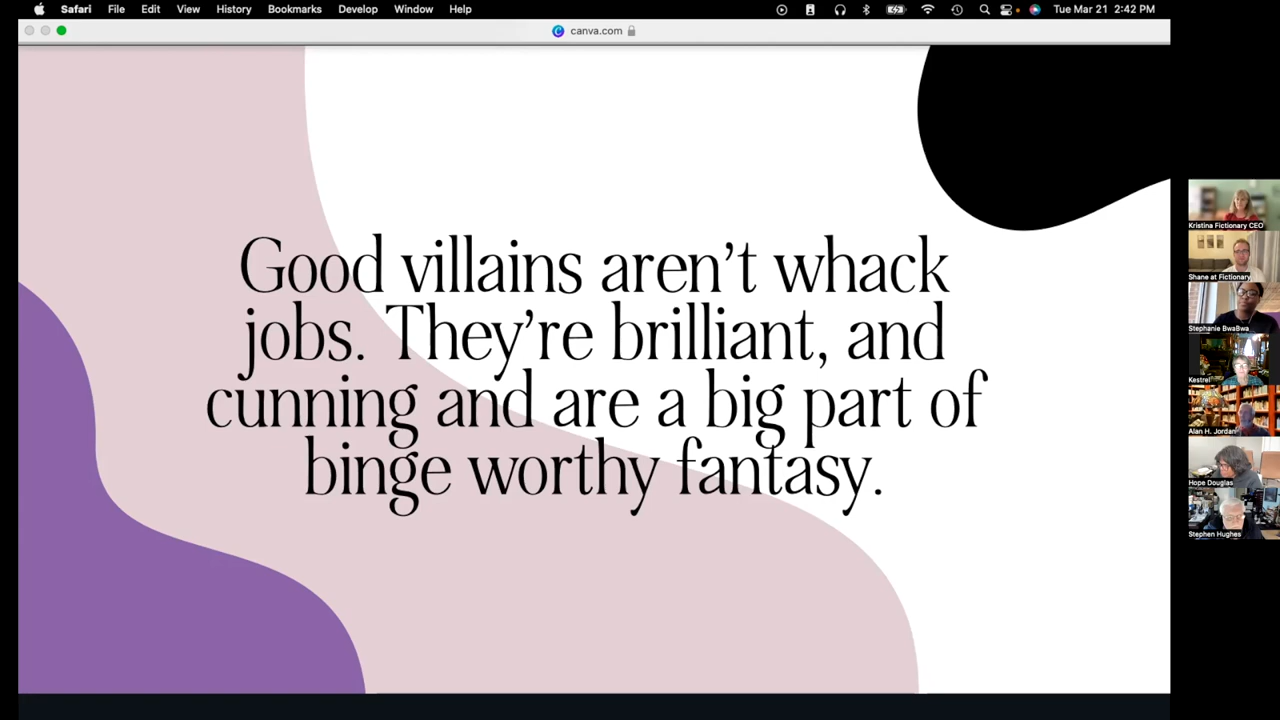 Safari File Edit View History Bookmarks Develop Window Help Tue Mar 21 2:42 PM
canva.com
Good villains aren’t whack
jobs. They’re brilliant, and
cunning and are a big part of
binge worthy fantasy.
Kristina Fictionary CEO
Shane at Fictionary
Stephanie BwaBwa
Kestrel
Alan H. Jordan
Hope Douglas
Stephen Hughes